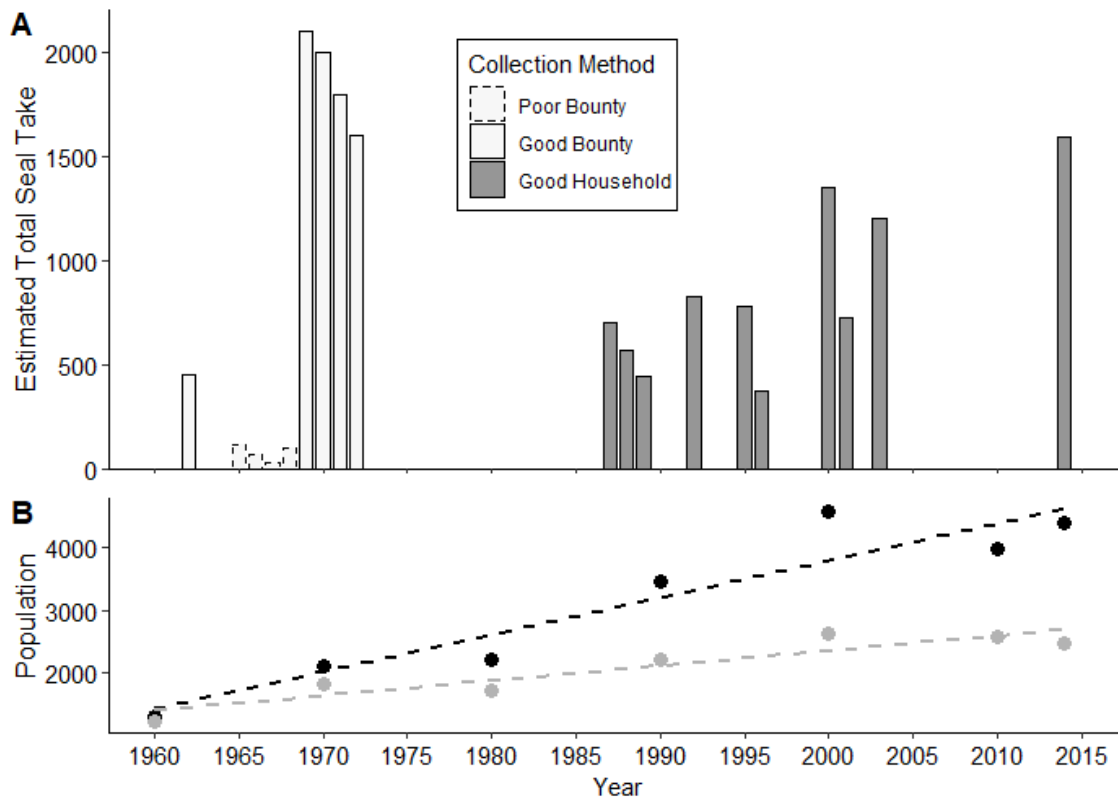 A
Estimated Total Seal Take
2000
1500
1000
500
0
Collection Method
Poor Bounty
Good Bounty
Good Household
B
Population
4000
3000
2000
1960 1965 1970 1975 1980 1985 1990 1995 2000 2005 2010 2015
Year